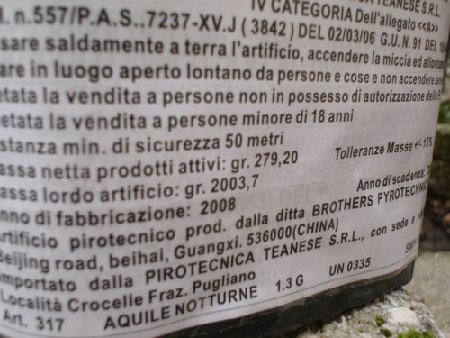 TEANESE S.R.L.
IV CATEGORIA Dell'allegato <<A>>
n.557/P.A.S..7237-XV.J ( 3842 ) DEL 02/03/06 G.U.N. 91 DEL
sare saldamente a terra l'artificio, accendere la miccia ed
are in luogo aperto lontano da persone e cose e non accendere
etata la vendita a persone non in possesso di autorizzazione
etata la vendita a persone minore di 18 anni
stanza min. di sicurezza 50 metri
assa netta prodotti attivi: gr. 279,20 Tolleranze Masse +/-
assa lordo artificio: gr. 2003,7 Anno di scadenza:
nno di fabbricazione: 2008
rtificio pirotecnico prod. dalla ditta BROTHERS PYROTECHNIC
Beijing road, beihai, Guangxi. 536000(CHINA)
mportato dalla PIROTECNICA TEANESE S.R.L., con sede e
Località Crocelle Fraz. Pugliano
Art. 317 AQUILE NOTTURNE 1.3 G UN 0335